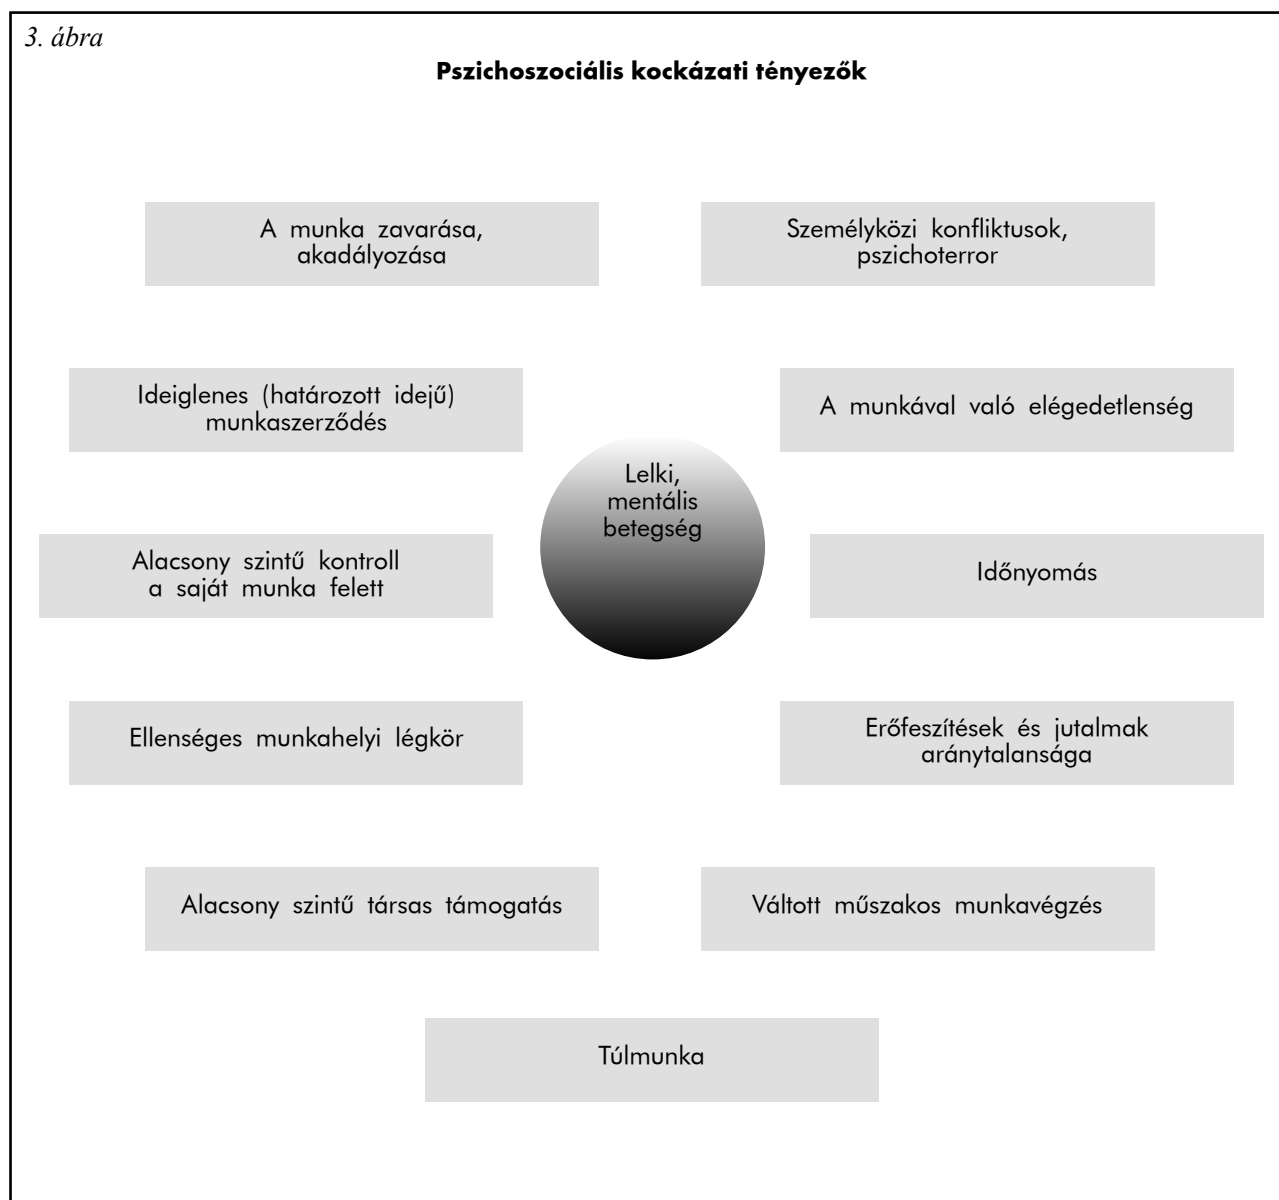 3. ábra
Pszichoszociális kockázati tényezők
A munka zavarása,
akadályozása
Személyközi konfliktusok,
pszichoterror
Ideiglenes (határozott idejű)
munkaszerződés
A munkával való elégedetlenség
Lelki,
mentális
betegség
Alacsony szintű kontroll
a saját munka felett
Időnyomás
Ellenséges munkahelyi légkör
Erőfeszítések és jutalmak
aránytalansága
Alacsony szintű társas támogatás
Váltott műszakos munkavégzés
Túlmunka